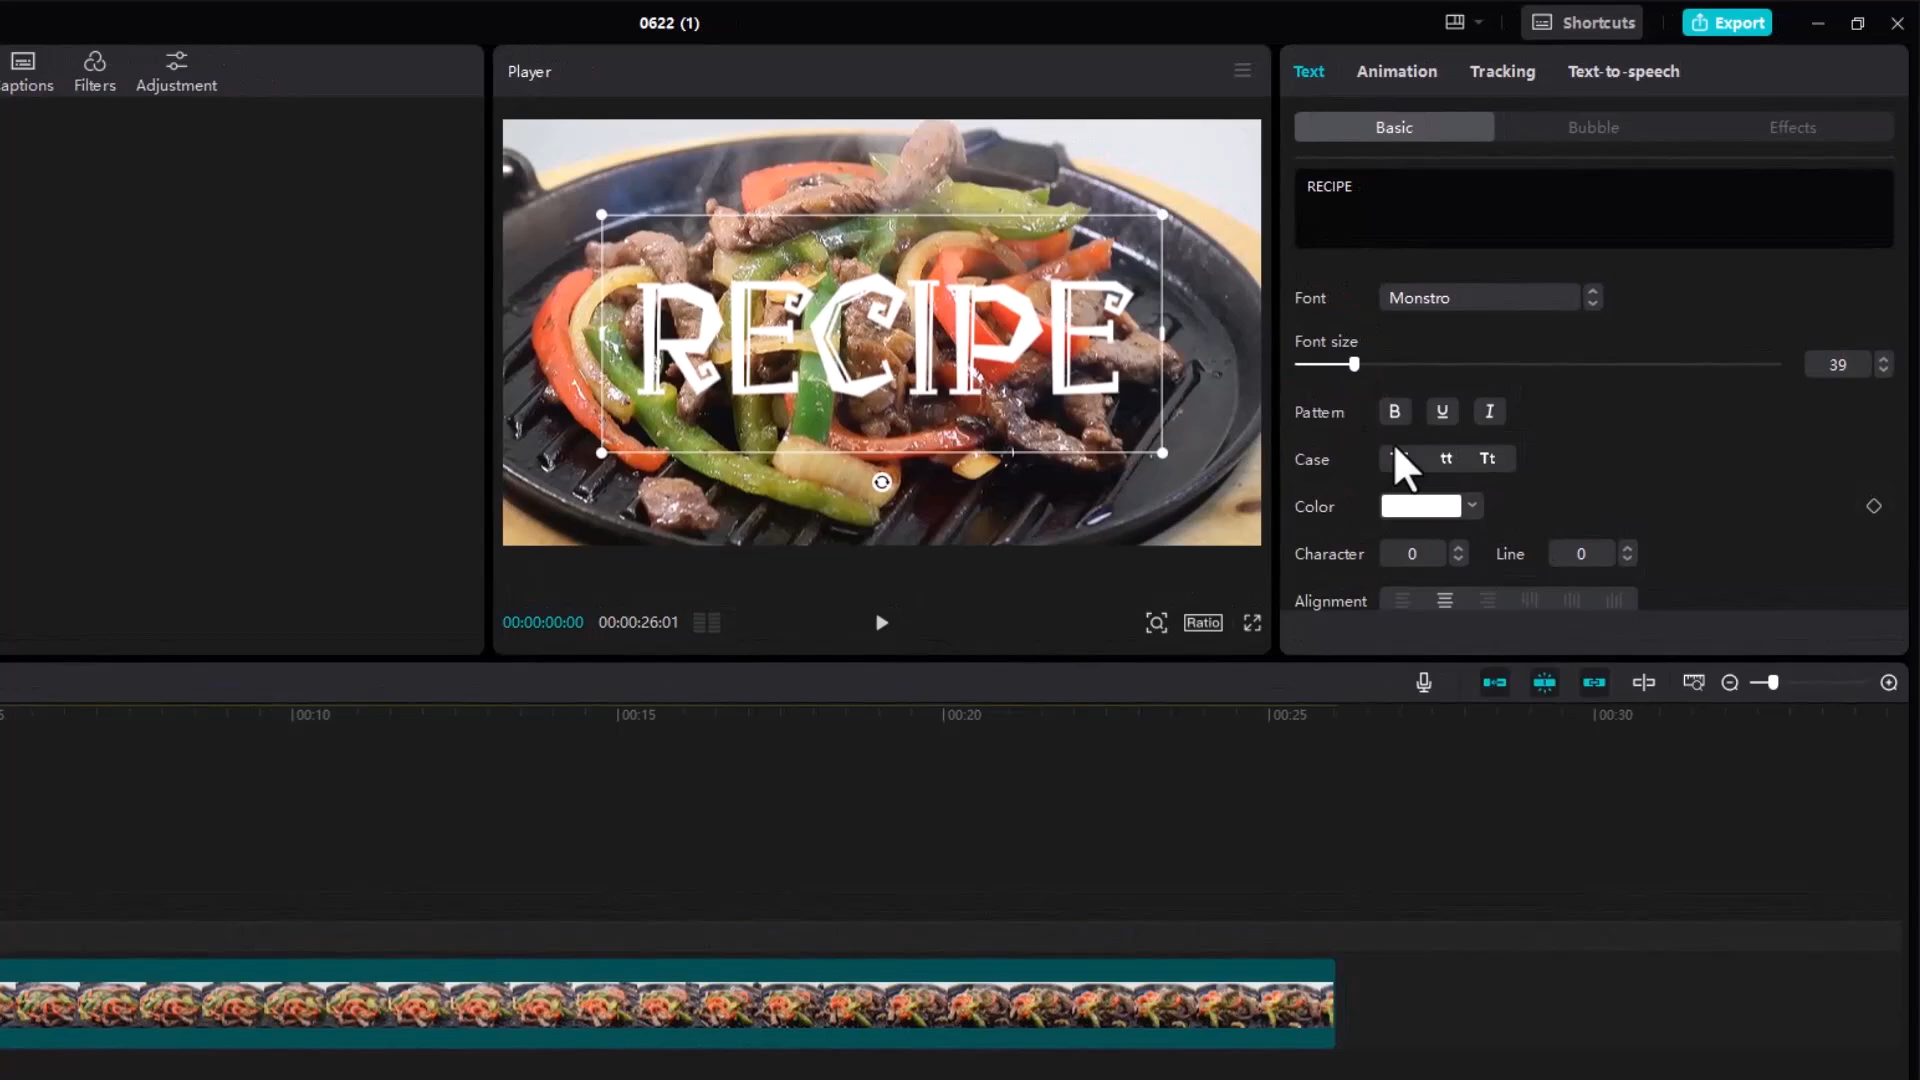 0622 (1)
Shortcuts
Export
aptions
Filters
Adjustment
Player
Text
Animation
Tracking
Text-to-speech
Basic
Bubble
Effects
RECIPE
RECIPE
Font
Monstro
Font size
39
Pattern
B
U
I
Case
tt
Tt
Color
Character
0
Line
0
Alignment
00:00:00:00
00:00:26:01
Ratio
00:10
00:15
00:20
00:25
00:30